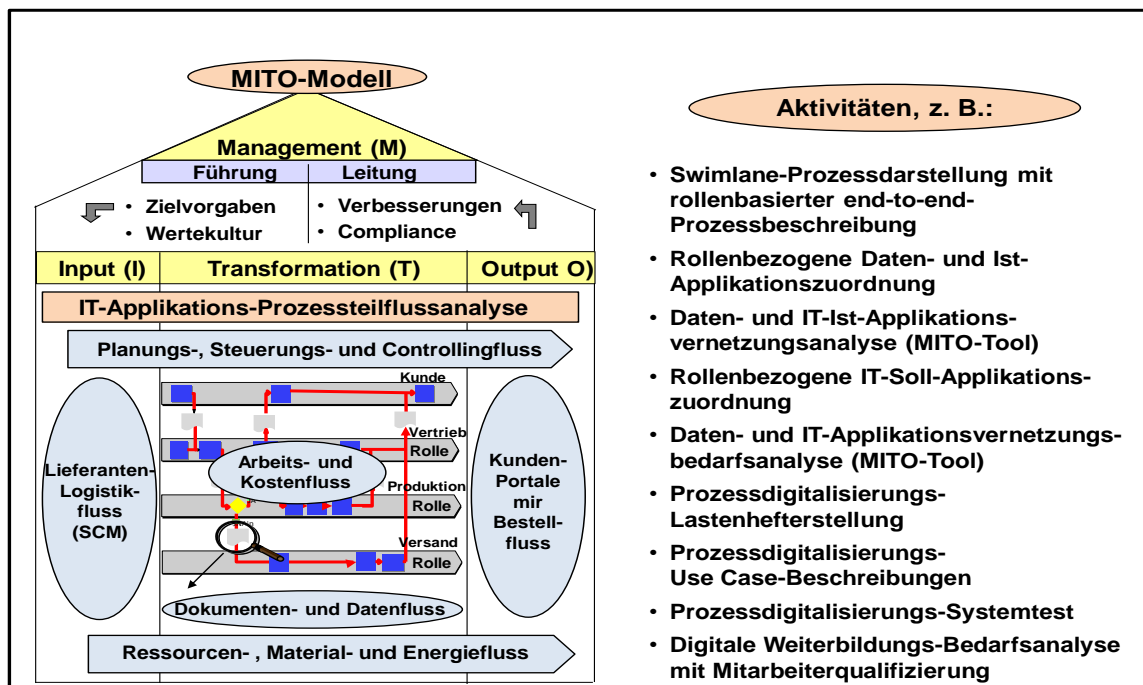 MITO-Modell
Management (M)
Führung
Leitung
• Zielvorgaben
• Wertekultur
• Verbesserungen
• Compliance
Input (I)
Transformation (T)
Output O)
IT-Applikations-Prozessteilflussanalyse
Planungs-, Steuerungs- und Controllingfluss
Kunde
Vertrieb
Rolle
Arbeits- und
Kostenfluss
Produktion
Rolle
Versand
Rolle
Lieferanten-
Logistik-
fluss
(SCM)
Kunden-
Portale
mir
Bestell-
fluss
Dokumenten- und Datenfluss
Ressourcen- , Material- und Energiefluss
Aktivitäten, z. B.:
• Swimlane-Prozessdarstellung mit
rollenbasierter end-to-end-
Prozessbeschreibung
• Rollenbezogene Daten- und Ist-
Applikationszuordnung
• Daten- und IT-Ist-Applikations-
vernetzungsanalyse (MITO-Tool)
• Rollenbezogene IT-Soll-Applikations-
zuordnung
• Daten- und IT-Applikationsvernetzungs-
bedarfsanalyse (MITO-Tool)
• Prozessdigitalisierungs-
Lastenhefterstellung
• Prozessdigitalisierungs-
Use Case-Beschreibungen
• Prozessdigitalisierungs-Systemtest
• Digitale Weiterbildungs-Bedarfsanalyse
mit Mitarbeiterqualifizierung